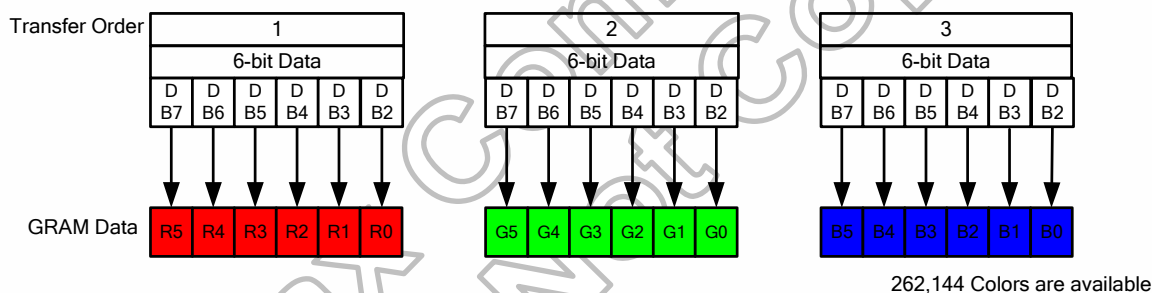 Transfer Order 1 2 3
6-bit Data 6-bit Data 6-bit Data
D D D D D D D D D D D D D D D D D D
B7 B6 B5 B4 B3 B2 B7 B6 B5 B4 B3 B2 B7 B6 B5 B4 B3 B2
GRAM Data R5 R4 R3 R2 R1 R0 G5 G4 G3 G2 G1 G0 B5 B4 B3 B2 B1 B0
262,144 Colors are available